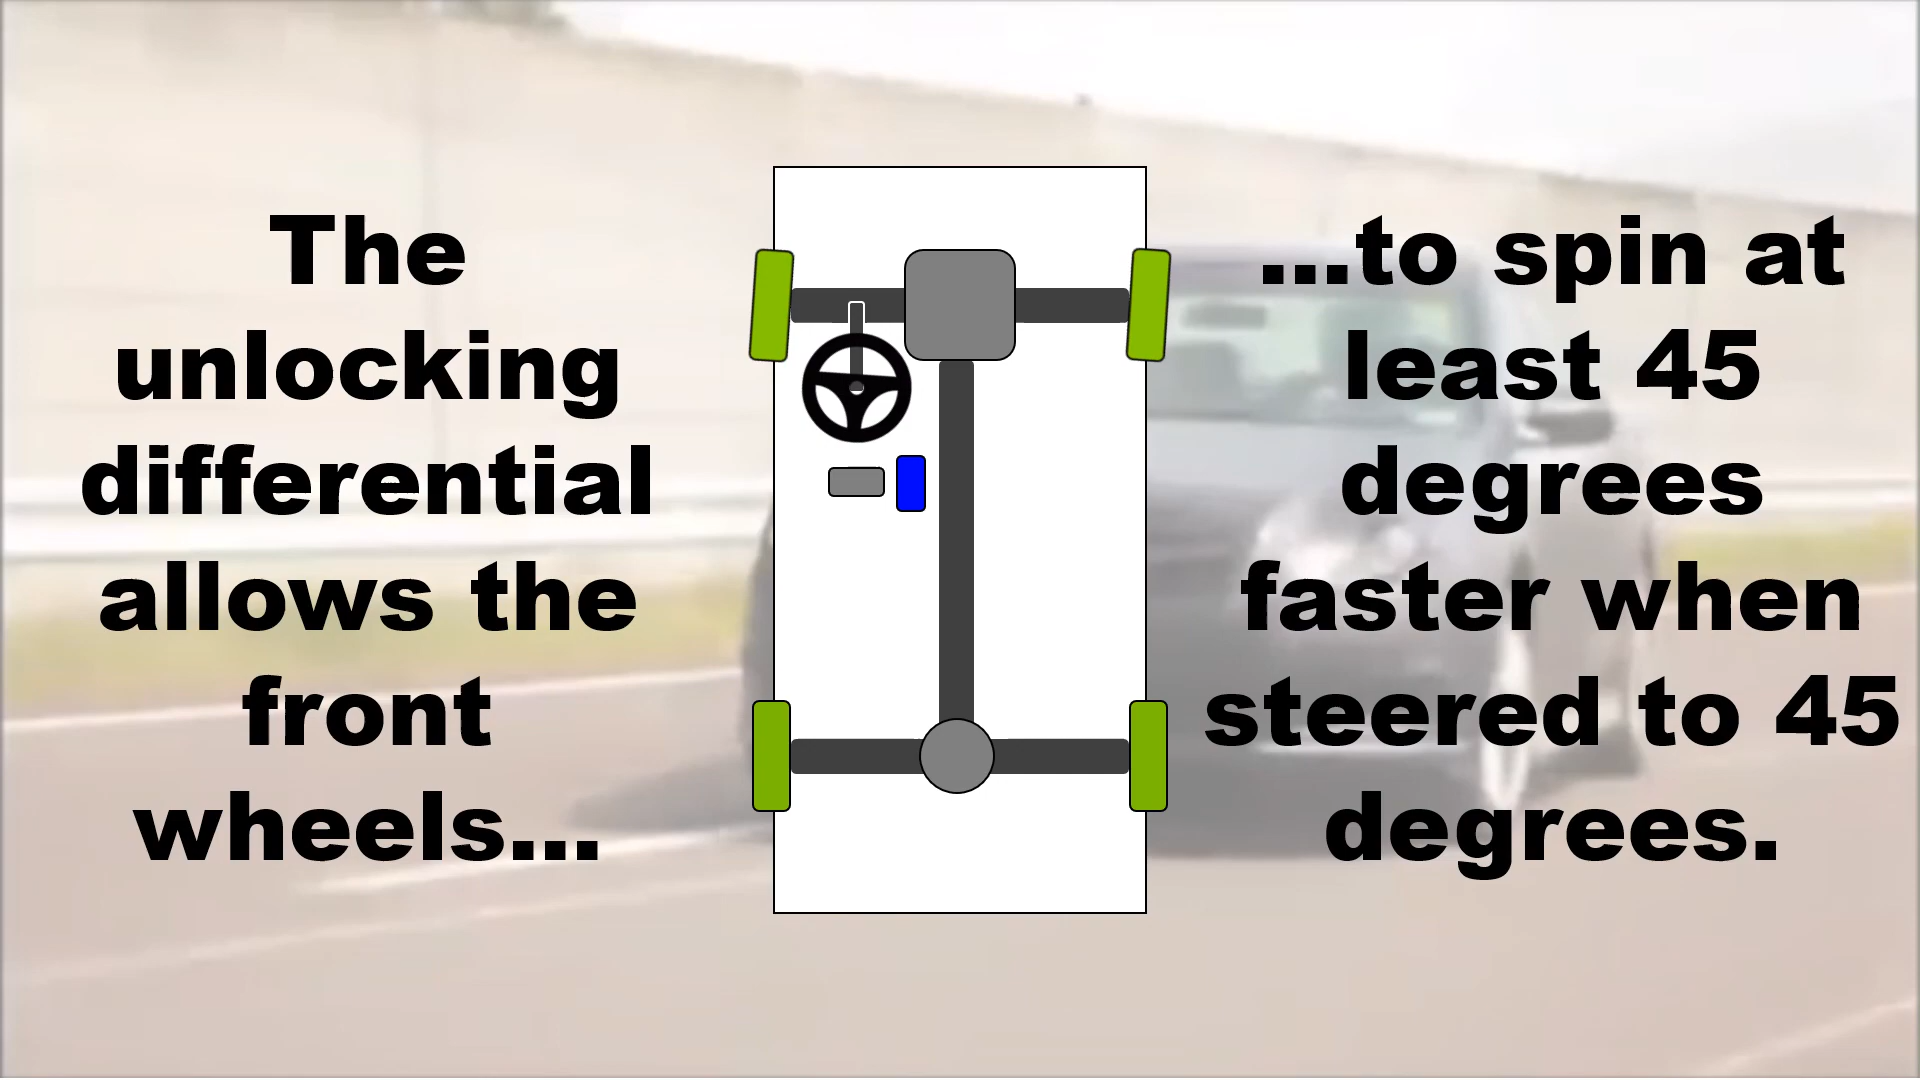 The
unlocking
differential
allows the
front
wheels...
...to spin at
least 45
degrees
faster when
steered to 45
degrees.